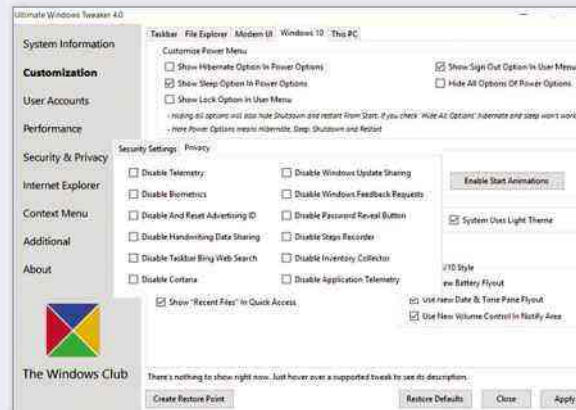 Ultimate Windows Tweaker 4.0
System Information
Customization
User Accounts
Performance
Security & Privacy
Internet Explorer
Context Menu
Additional
About
The Windows Club
Taskbar File Explorer Modern UI Windows 10 This PC
Customise Power Menu
Show Hibernate Option In Power Options
Show Sign Out Option In User Menu
Show Sleep Option In Power Options
Hide All Options Of Power Options
Show Lock Option in User Menu
- Hiding all options will also hide Shutdown and restart From Start. If you check 'Hide All Options' hibernate and sleep won't work
- Here Power Options means Hibernate, Sleep, Shutdown and Restart
Security Settings Privacy
Disable Telemetry
Disable Windows Update Sharing
Disable Biometrics
Disable Windows Feedback Requests
Disable And Reset Advertising ID
Disable Password Reveal Button
Disable Handwriting Data Sharing
Disable Steps Recorder
Disable Taskbar Bing Web Search
Disable Inventory Collector
Disable Cortana
Disable Application Telemetry
Enable Start Animations
System Uses Light Theme
/10 Style
ew Battery Flyout
Use New Date & Time Pane Flyout
Show "Recent Files" In Quick Access
Use New Volume Control In Notify Area
There's nothing to show right now. Just hover over a supported tweak to see its description.
Create Restore Point
Restore Defaults
Close
Apply